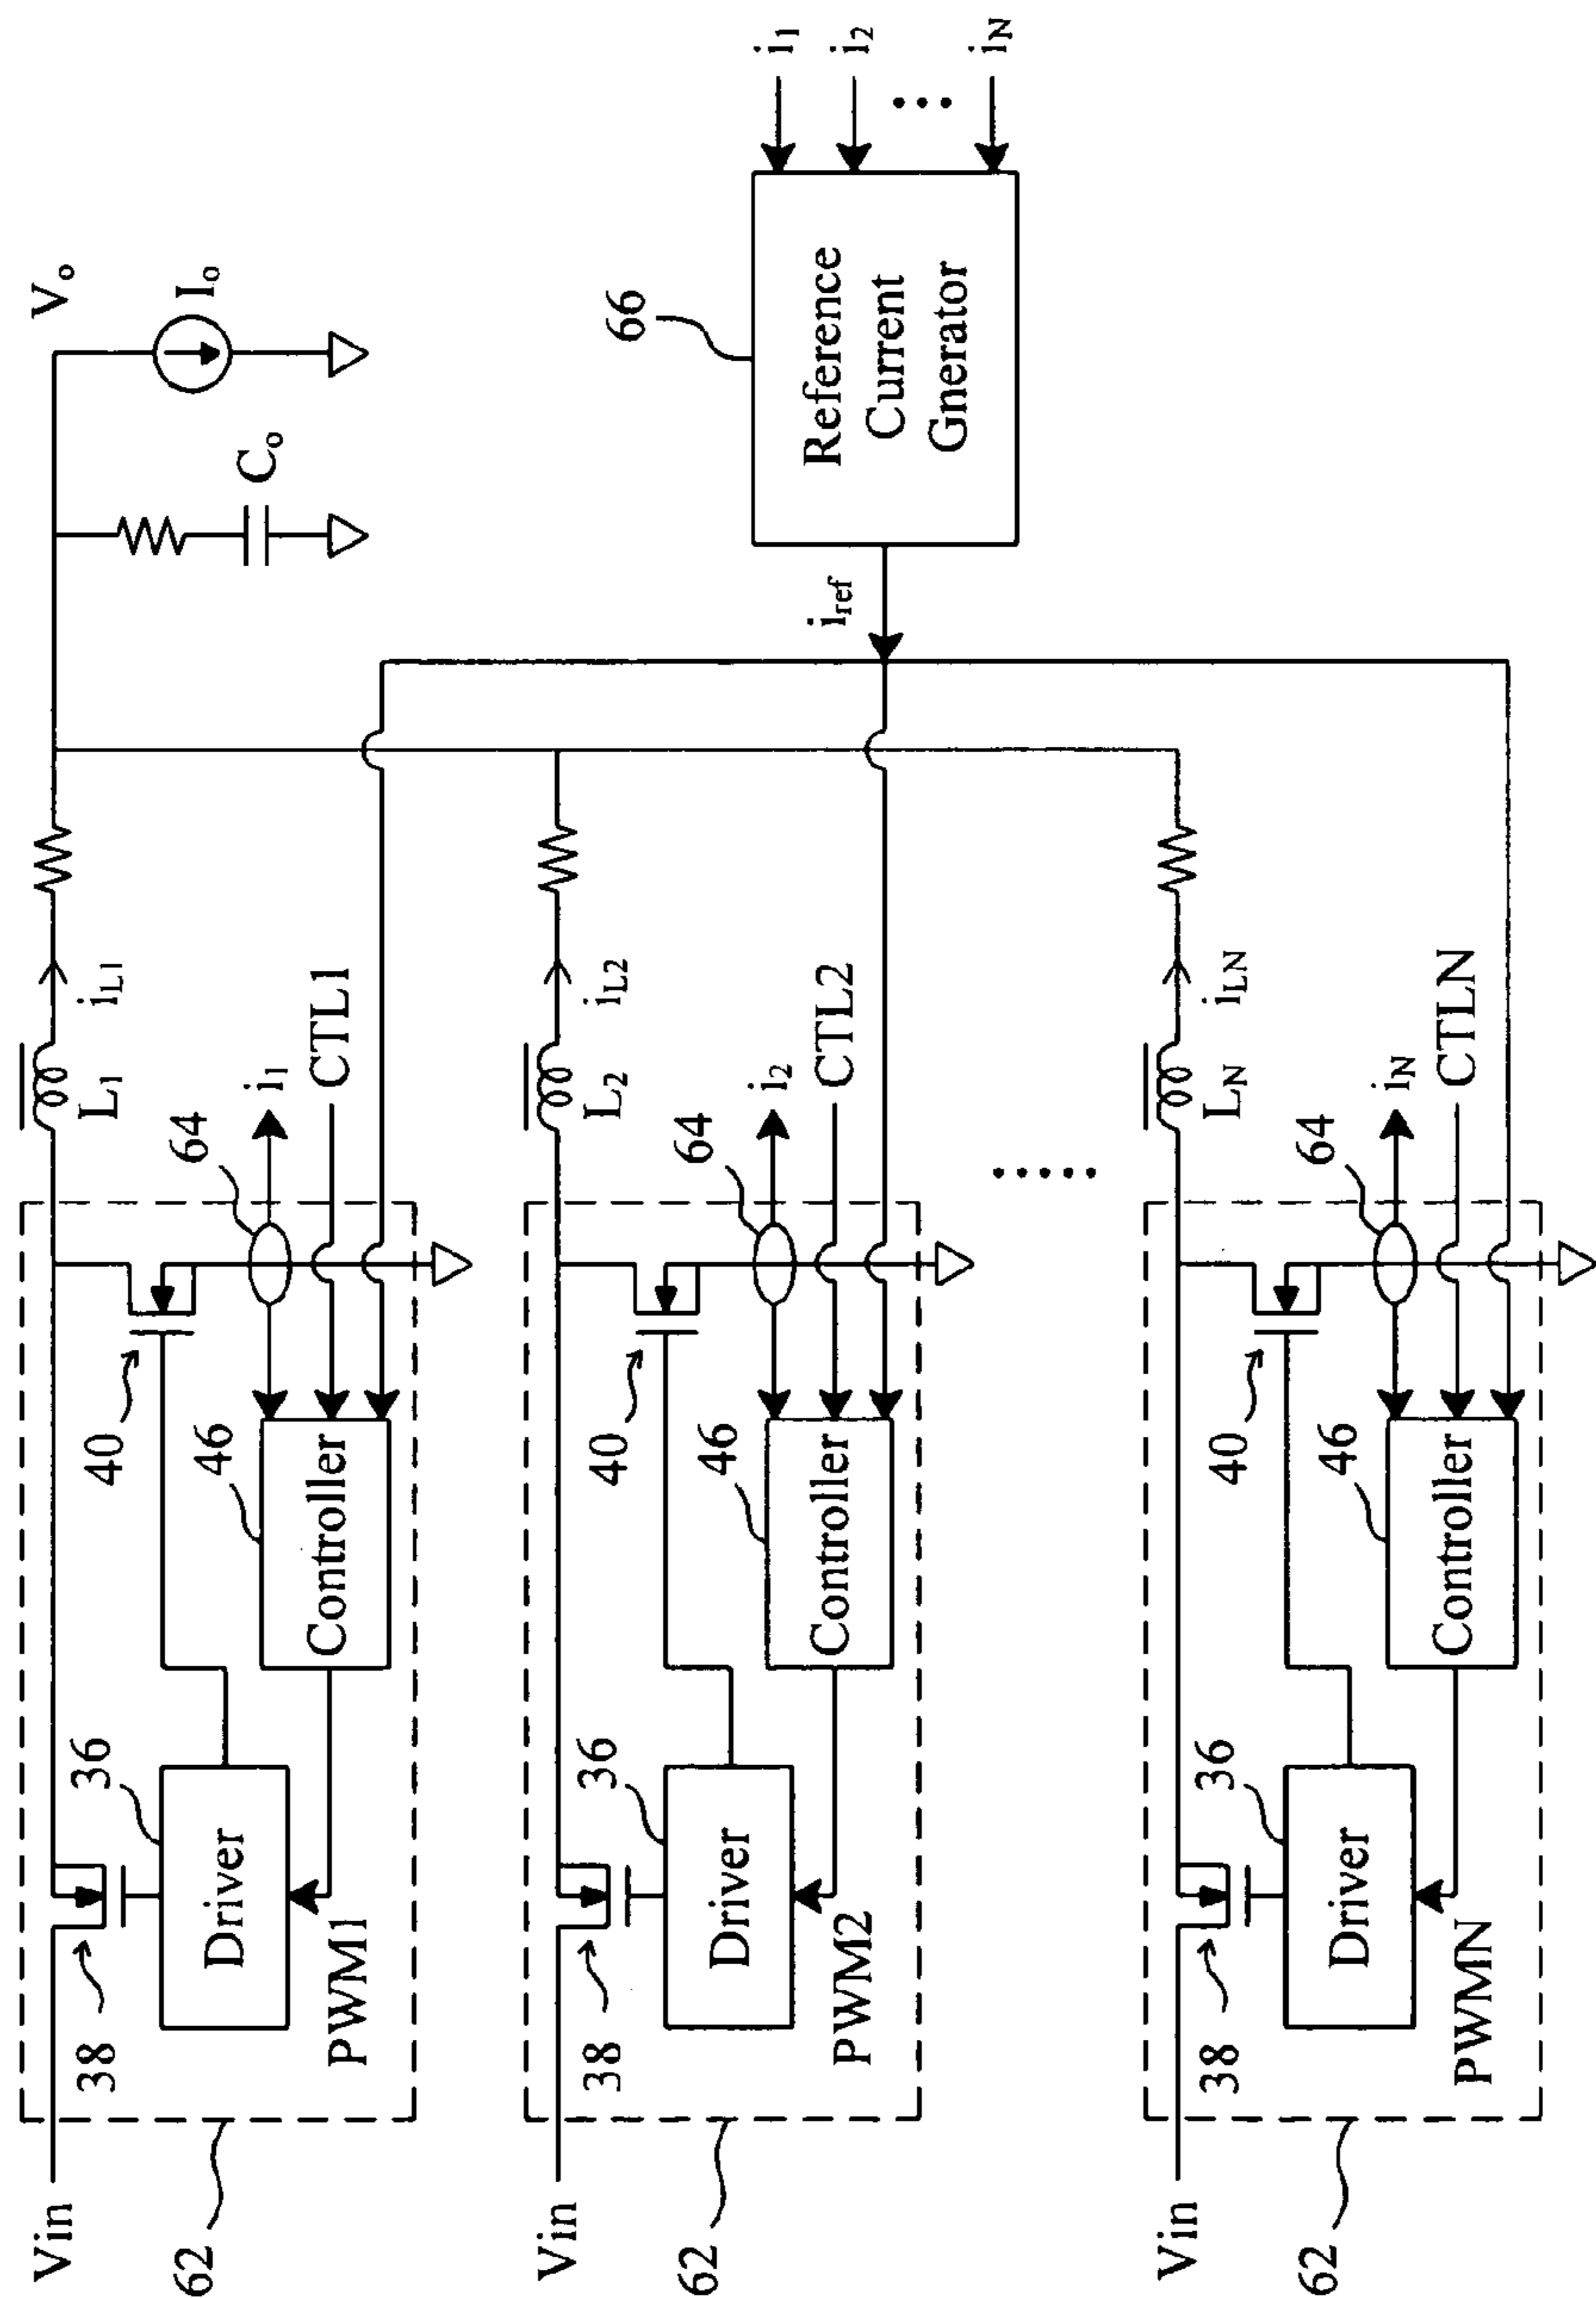 Vin
62
38
36
Driver
PWM1
40
46
Controller
64
L1
iL1
i1
CTL1
Vo
Io
Co
Vin
62
38
36
Driver
PWM2
40
46
Controller
64
L2
iL2
i2
CTL2
iref
66
Reference
Current
Gnerator
i1
i2
iN
Vin
62
38
36
Driver
PWMN
40
46
Controller
64
LN
iLN
iN
CTLN